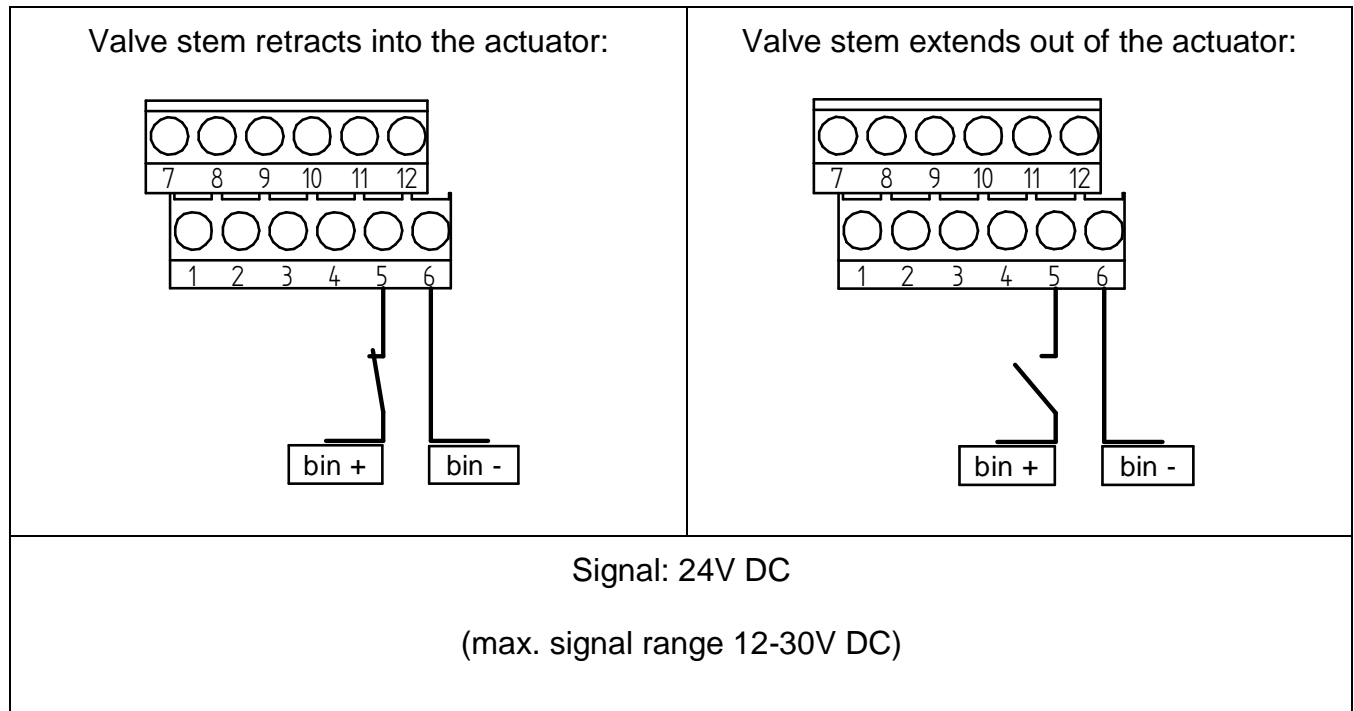 Valve stem retracts into the actuator:
7 8 9 10 11 12
1 2 3 4 5 6
bin + bin -
Valve stem extends out of the actuator:
7 8 9 10 11 12
1 2 3 4 5 6
bin + bin -
Signal: 24V DC
(max. signal range 12-30V DC)